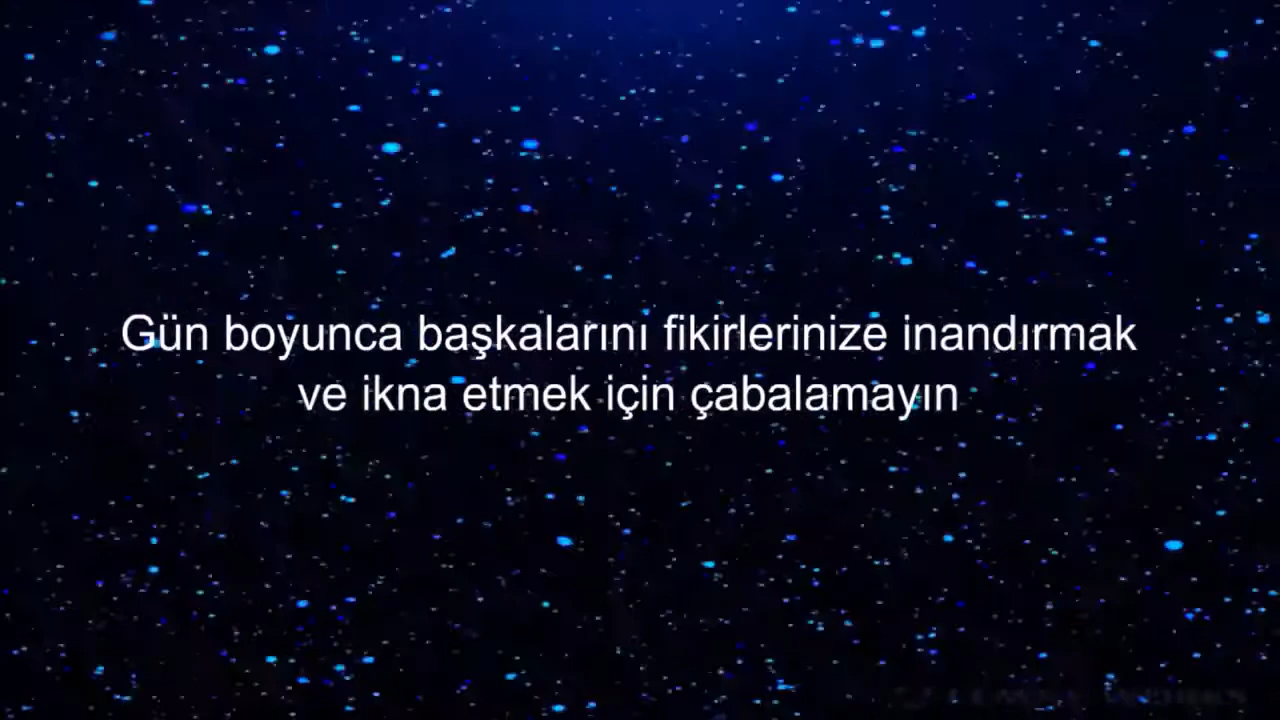 Gün boyunca başkalarını fikirlerinize inandırmak
ve ikna etmek için çabalamayın